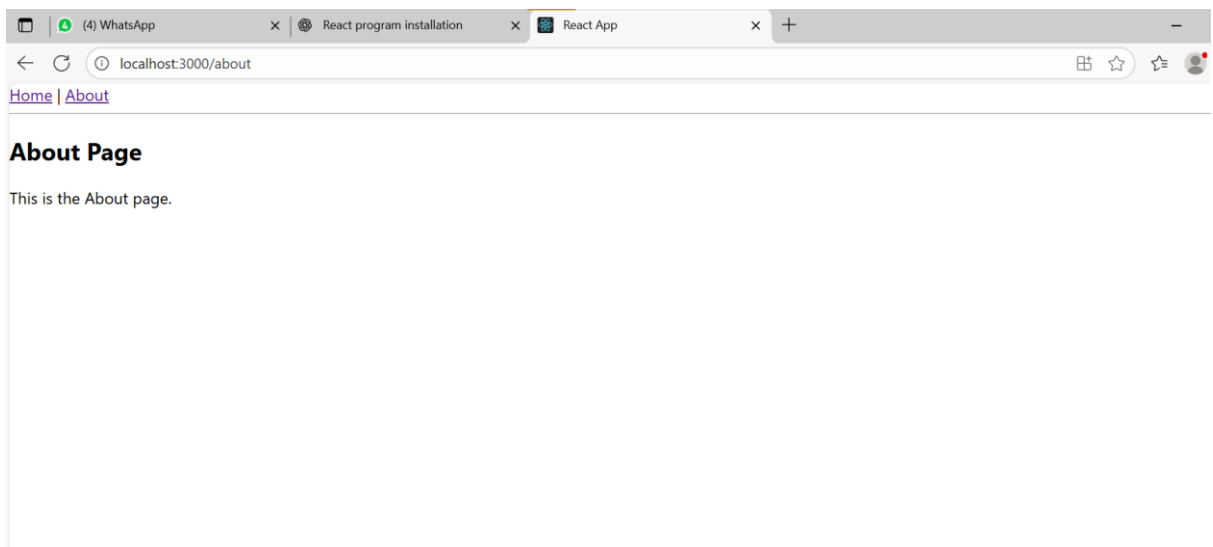 (4) WhatsApp React program installation React App
localhost:3000/about
Home | About
About Page
This is the About page.